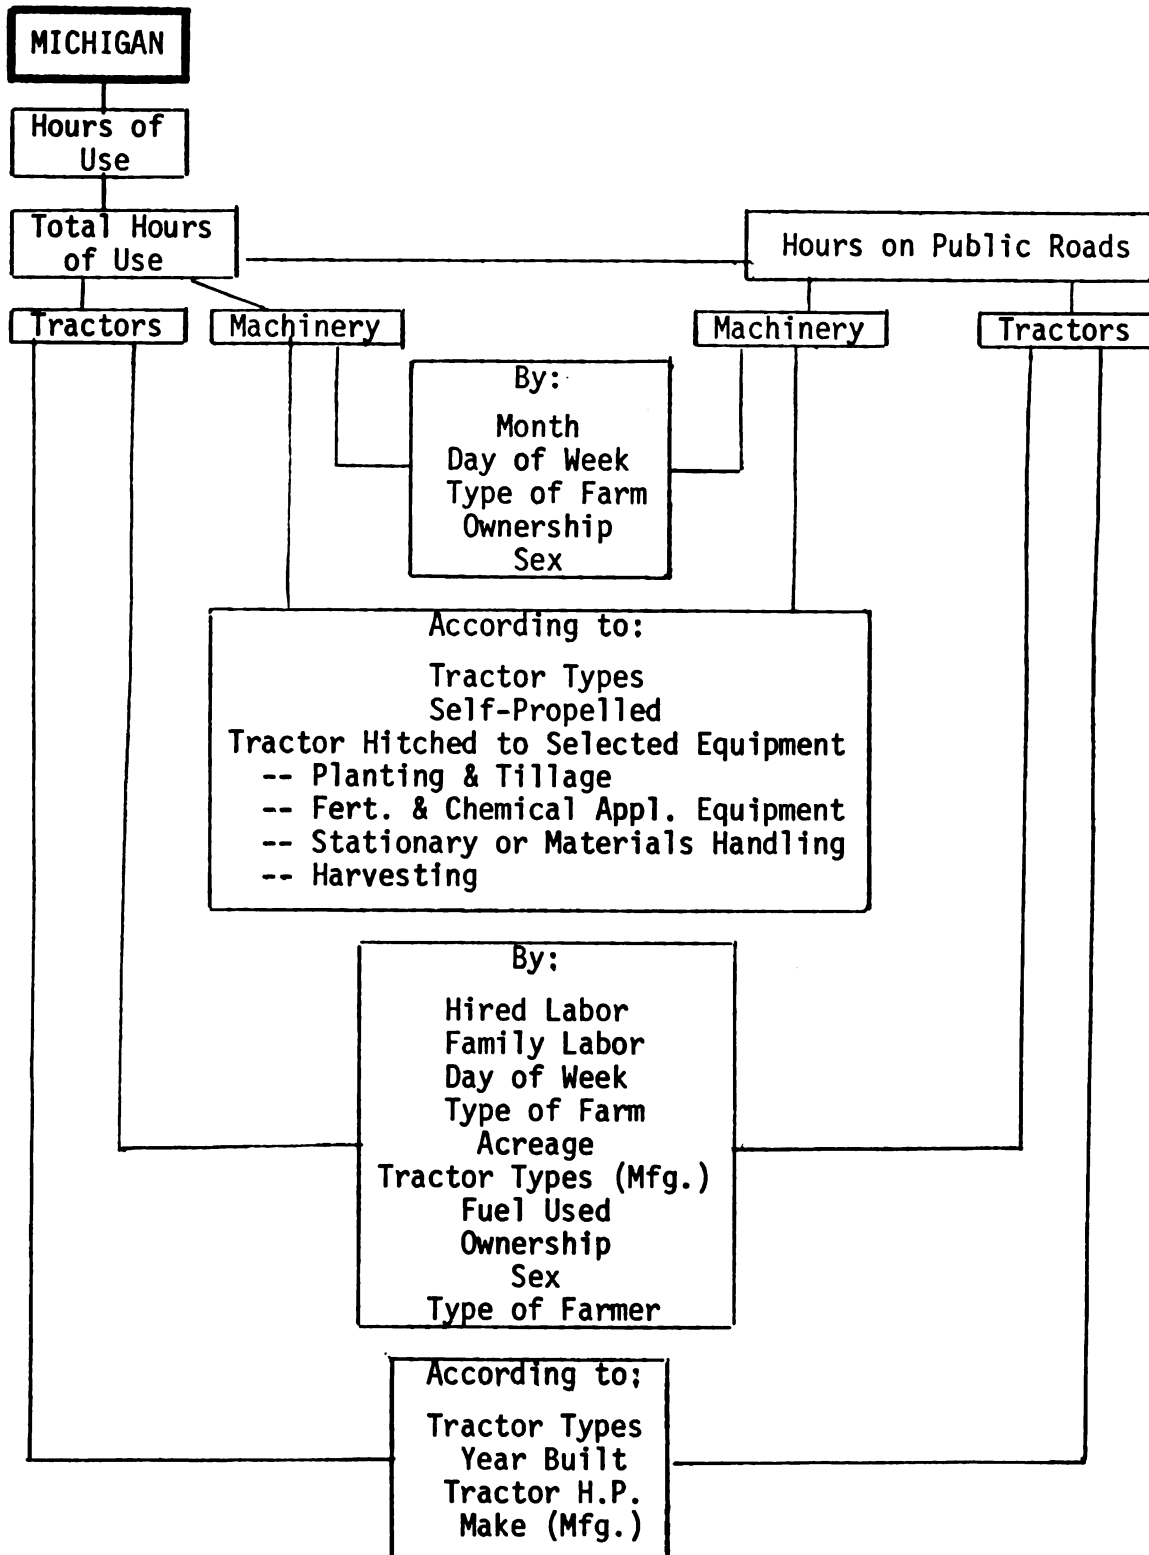 MICHIGAN
Hours of
Use
Total Hours
of Use
Hours on Public Roads
Tractors
Machinery
Machinery
Tractors
By:
Month
Day of Week
Type of Farm
Ownership
Sex
According to:
Tractor Types
Self-Propelled
Tractor Hitched to Selected Equipment
-- Planting & Tillage
-- Fert. & Chemical Appl. Equipment
-- Stationary or Materials Handling
-- Harvesting
By:
Hired Labor
Family Labor
Day of Week
Type of Farm
Acreage
Tractor Types (Mfg.)
Fuel Used
Ownership
Sex
Type of Farmer
According to:
Tractor Types
Year Built
Tractor H.P.
Make (Mfg.)